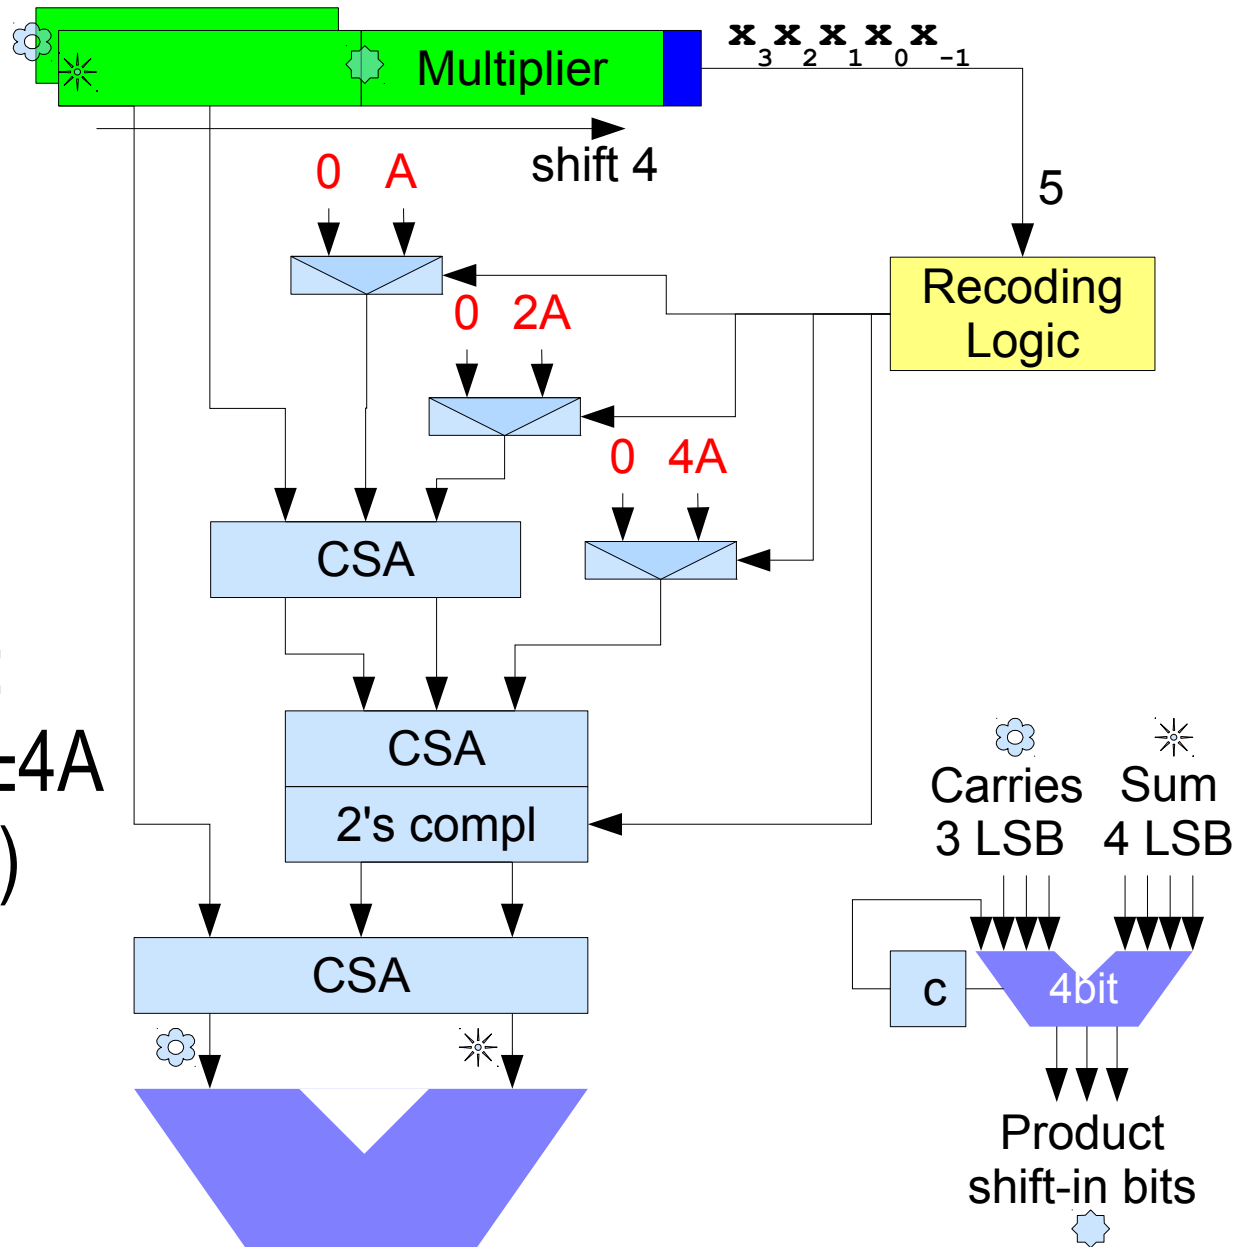 x3x2x1x0x-1
Multiplier
shift 4
0 A
5
Recoding
Logic
0 2A
0 4A
CSA
CSA
2's compl
4A
)
Carries
3 LSB
Sum
4 LSB
CSA
c
4bit
Product
shift-in bits